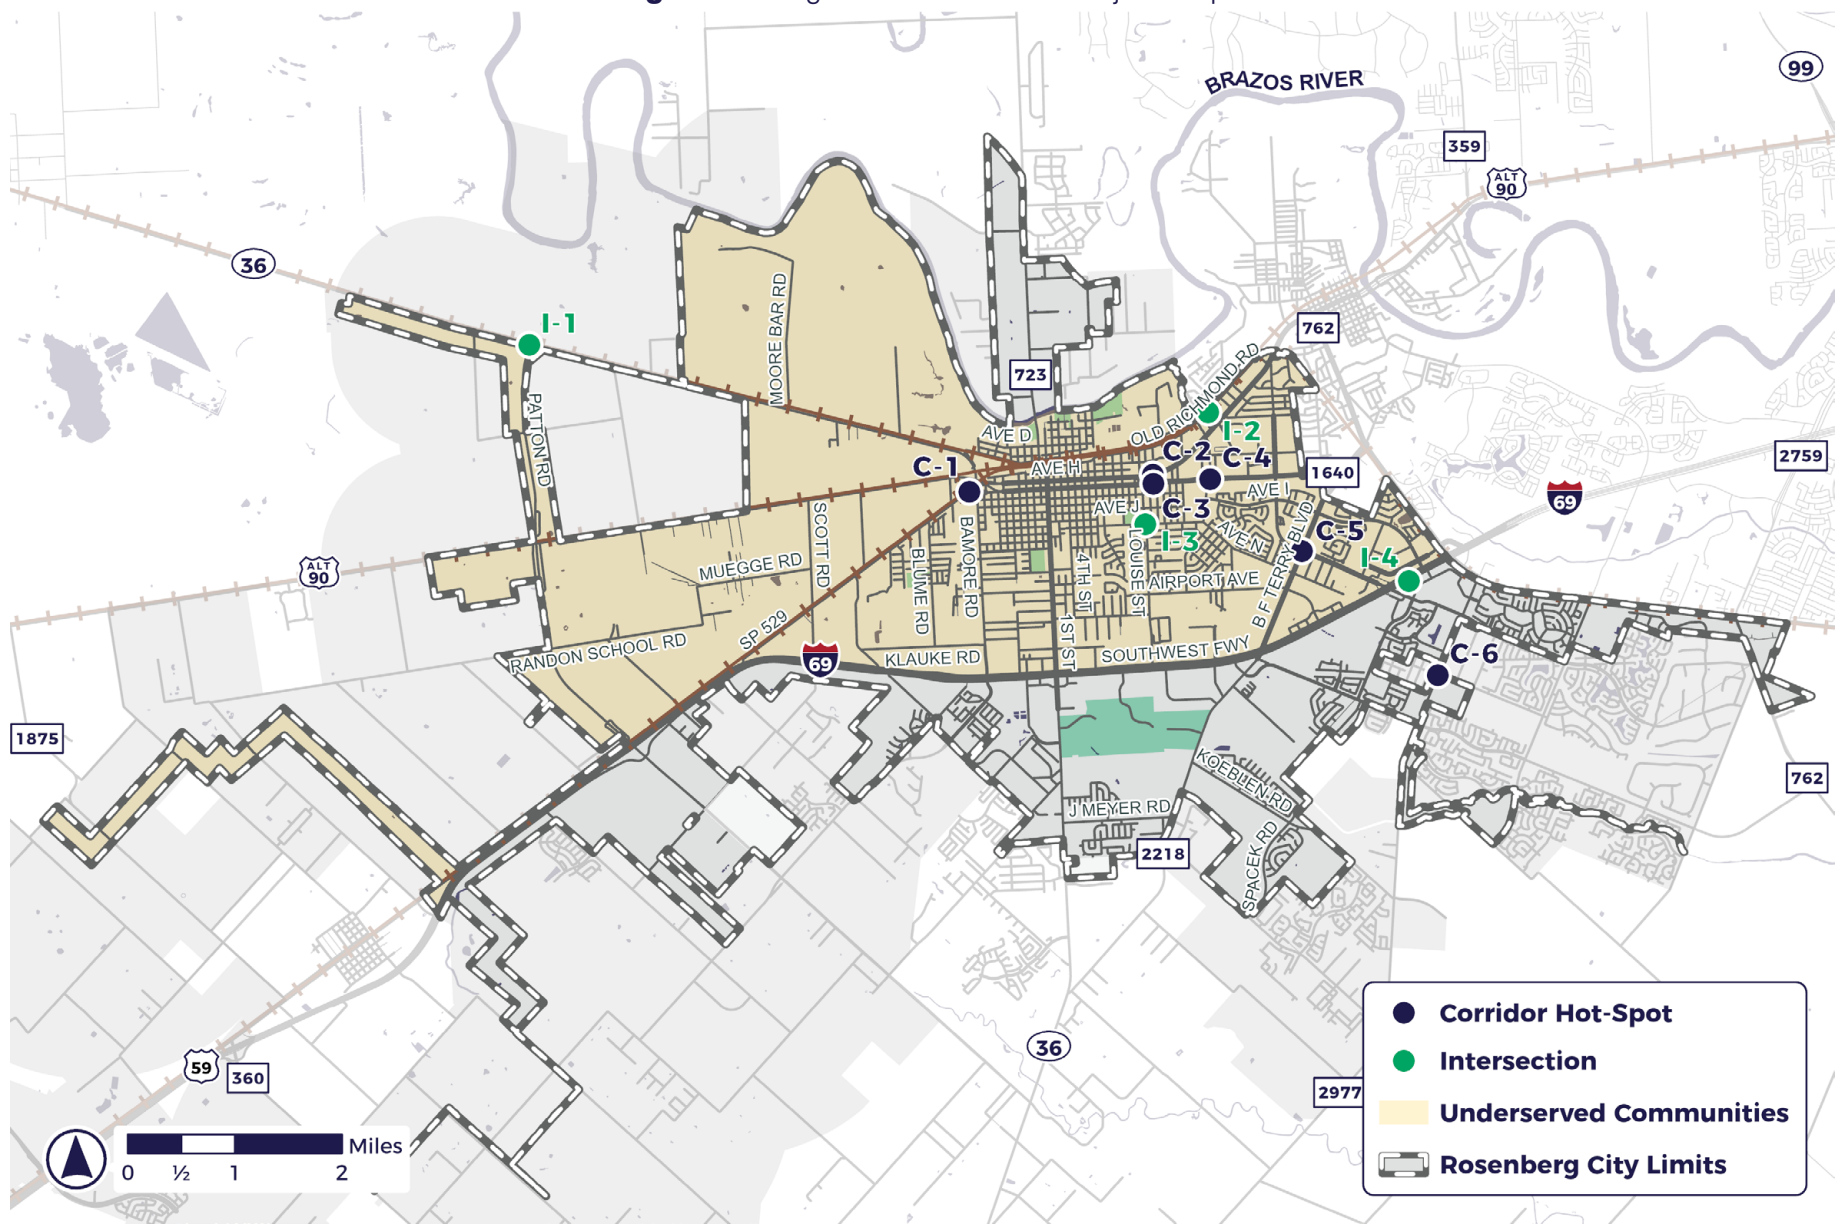 BRAZOS RIVER
99
359
ALT
90
36
I-1
MOORE BAR RD
762
723
OLD RICHMOND RD
I-2
AVE D
C-2
C-4
AVE H
C-1
1640
2759
69
PATTON RD
AVE I
AVE J
C-3
SCOTT RD
BAMORE RD
I-3
AVE N
C-5
I-4
ALT
90
MUEGGE RD
BLUME RD
4TH ST
LOUISE ST
AIRPORT AVE
B F TERRY BLVD
SP 529
1ST ST
RANDON SCHOOL RD
69
KLAUKE RD
SOUTHWEST FWY
C-6
1875
KOEBLEN RD
762
J MEYER RD
2218
SPACEK RD
36
59
360
2977
Corridor Hot-Spot
Intersection
Underserved Communities
Rosenberg City Limits
Miles
0 ½ 1 2